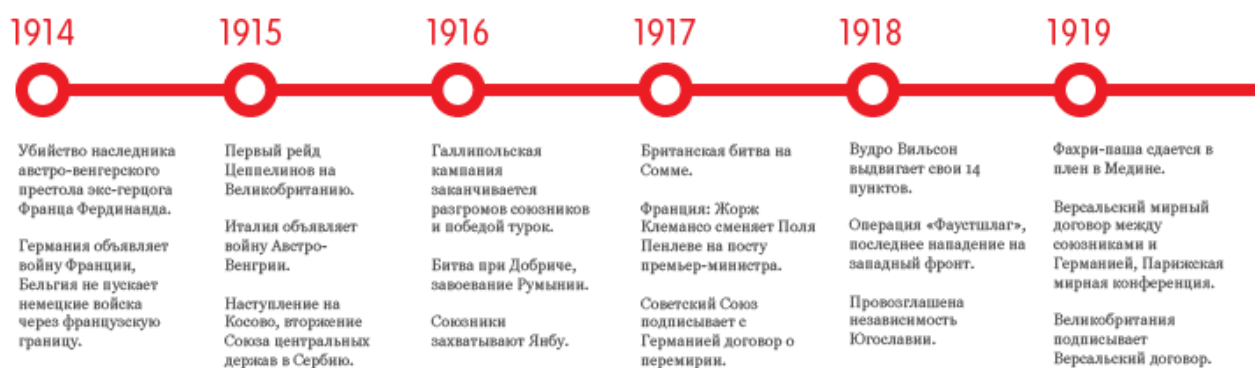 1914
1915
1916
1917
1918
1919
Убийство наследника
австро-венгерского
престола экс-герцога
Франца Фердинанда.
Германия объявляет
войну Франции,
Бельгия не пускает
немецкие войска
через французскую
границу.
Первый рейд
Цеппелинов на
Великобританию.
Италия объявляет
войну Австро-
Венгрии.
Наступление на
Косово, вторжение
Союза центральных
держав в Сербию.
Галлипольская
кампания
заканчивается
разгромов союзников
и победой турок.
Битва при Добриче,
завоевание Румынии.
Союзники
захватывают Янбу.
Британская битва на
Сомме.
Франция: Жорж
Клемансо сменяет Поля
Пенлеве на посту
премьер-министра.
Советский Союз
подписывает с
Германией договор о
перемирии.
Вудро Вильсон
выдвигает свои 14
пунктов.
Операция «Фаустшлаг»,
последнее нападение на
западный фронт.
Провозглашена
независимость
Югославии.
Фахри-паша сдается в
плен в Медине.
Версальский мирный
договор между
союзниками и
Германией, Парижская
мирная конференция.
Великобритания
подписывает
Версальский договор.